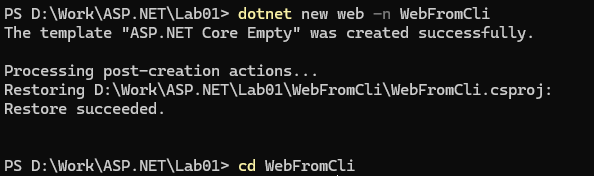 PS D:\Work\ASP.NET\Lab01> dotnet new web -n WebFromCli
The template "ASP.NET Core Empty" was created successfully.
Processing post-creation actions...
Restoring D:\Work\ASP.NET\Lab01\WebFromCli\WebFromCli.csproj:
Restore succeeded.
PS D:\Work\ASP.NET\Lab01> cd WebFromCli